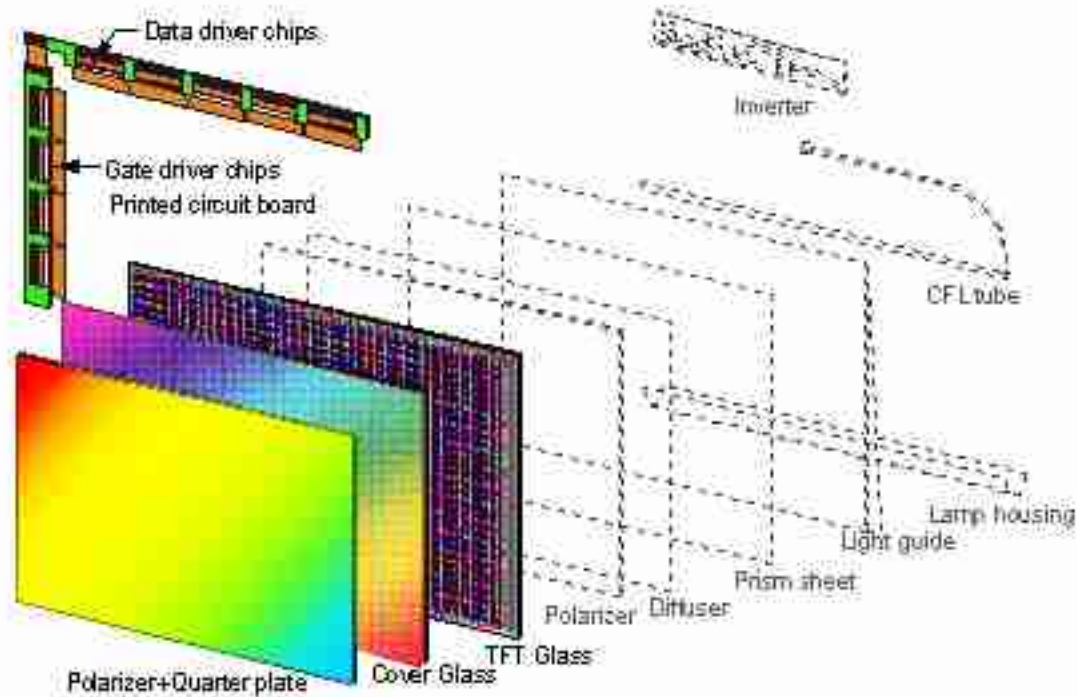 Data driver chips
Inverter
Gate driver chips
Printed circuit board
CFL tube
Lamp housing
Light guide
Prism sheet
Diffuser
Polarizer
TFT Glass
Cover Glass
Polarizer+Quarter plate